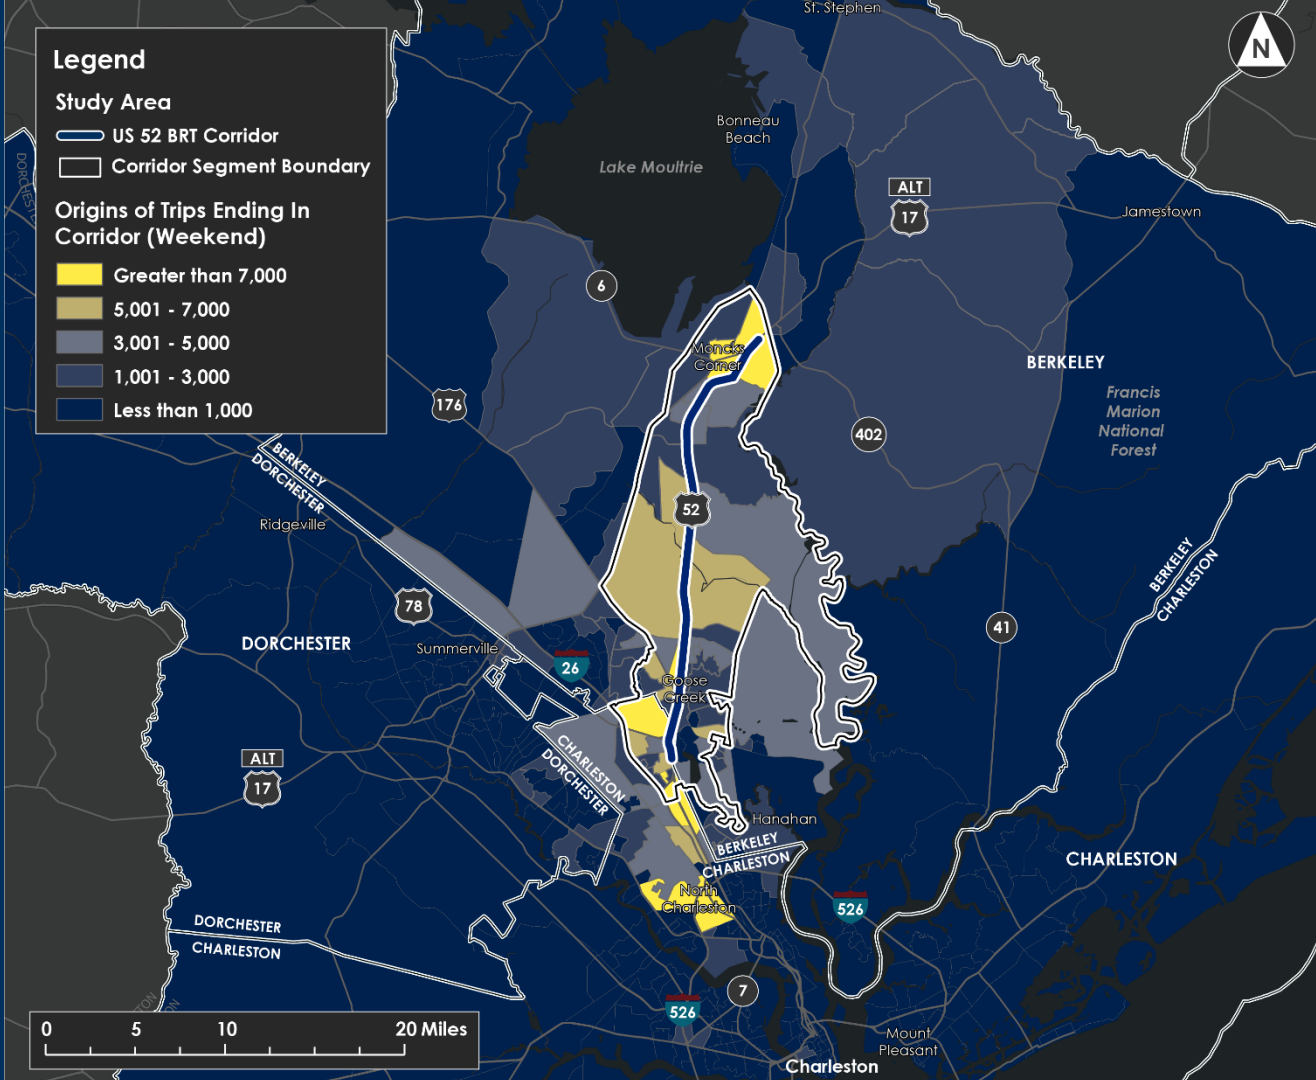 Legend
Study Area
US 52 BRT Corridor
Corridor Segment Boundary
Origins of Trips Ending In
Corridor (Weekend)
Greater than 7,000
5,001 - 7,000
3,001 - 5,000
1,001 - 3,000
Less than 1,000
St. Stephen
N
Bonneau
Beach
Lake Moultrie
DORCHESTER
ALT
17
Jamestown
6
Moncks
Corner
BERKELEY
Francis
Marion
National
Forest
176
402
BERKELEY
DORCHESTER
Ridgeville
52
BERKELEY
CHARLESTON
78
41
DORCHESTER
Summerville
26
Goose
Creek
ALT
17
CHARLESTON
DORCHESTER
Hanahan
BERKELEY
CHARLESTON
CHARLESTON
North
Charleston
526
DORCHESTER
CHARLESTON
7
526
0 5 10 20 Miles
Mount
Pleasant
Charleston